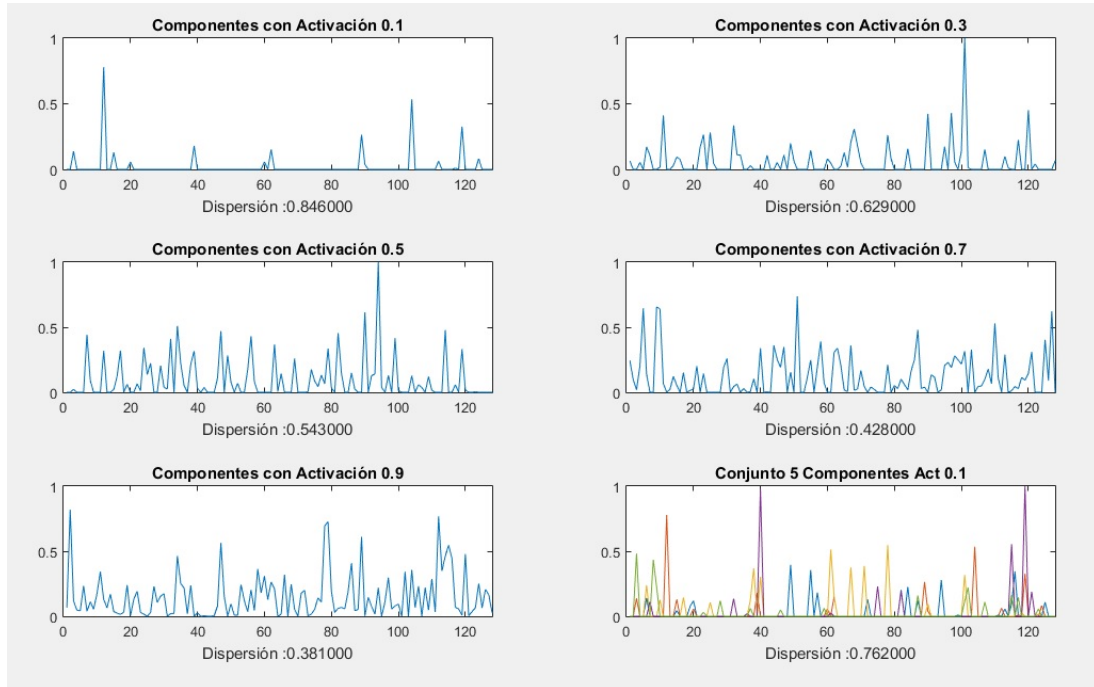 Componentes con Activación 0.1
1
0.5
0
0 20 40 60 80 100 120
Dispersión :0.846000
Componentes con Activación 0.3
1
0.5
0
0 20 40 60 80 100 120
Dispersión :0.629000
Componentes con Activación 0.5
1
0.5
0
0 20 40 60 80 100 120
Dispersión :0.543000
Componentes con Activación 0.7
1
0.5
0
0 20 40 60 80 100 120
Dispersión :0.428000
Componentes con Activación 0.9
1
0.5
0
0 20 40 60 80 100 120
Dispersión :0.381000
Conjunto 5 Componentes Act 0.1
1
0.5
0
0 20 40 60 80 100 120
Dispersión :0.762000